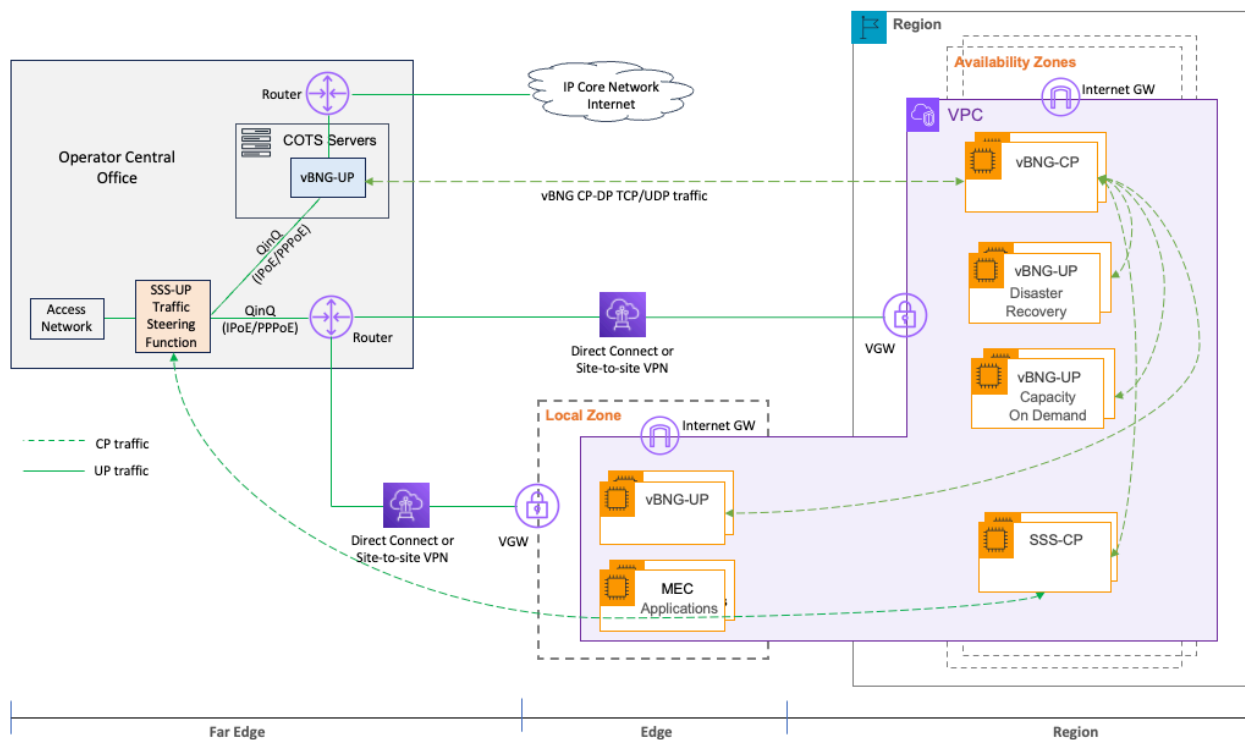 Region
Availability Zones
Internet GW
VPC
Router
IP Core Network
Internet
COTS Servers
Operator Central
Office
vBNG-UP
vBNG-CP
vBNG CP-DP TCP/UDP traffic
QinQ
(IPoE/PPPoE)
vBNG-UP
Disaster
Recovery
SSS-UP
Traffic
Steering
Function
Access
Network
QinQ
(IPoE/PPPoE)
Router
Direct Connect or
Site-to-site VPN
VGW
vBNG-UP
Capacity
On Demand
Local Zone
Internet GW
CP traffic
UP traffic
vBNG-UP
Direct Connect or
Site-to-site VPN
VGW
SSS-CP
MEC
Applications
Far Edge
Edge
Region